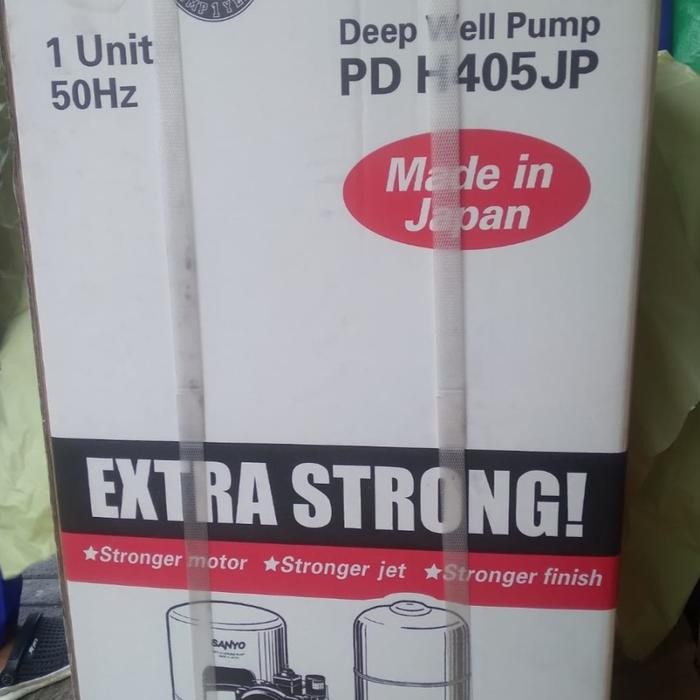 1 Unit
50Hz
Deep Well Pump
PD H405JP
Made in
Japan
EXTRA STRONG!
★Stronger motor ★Stronger jet ★Stronger finish
SANYO